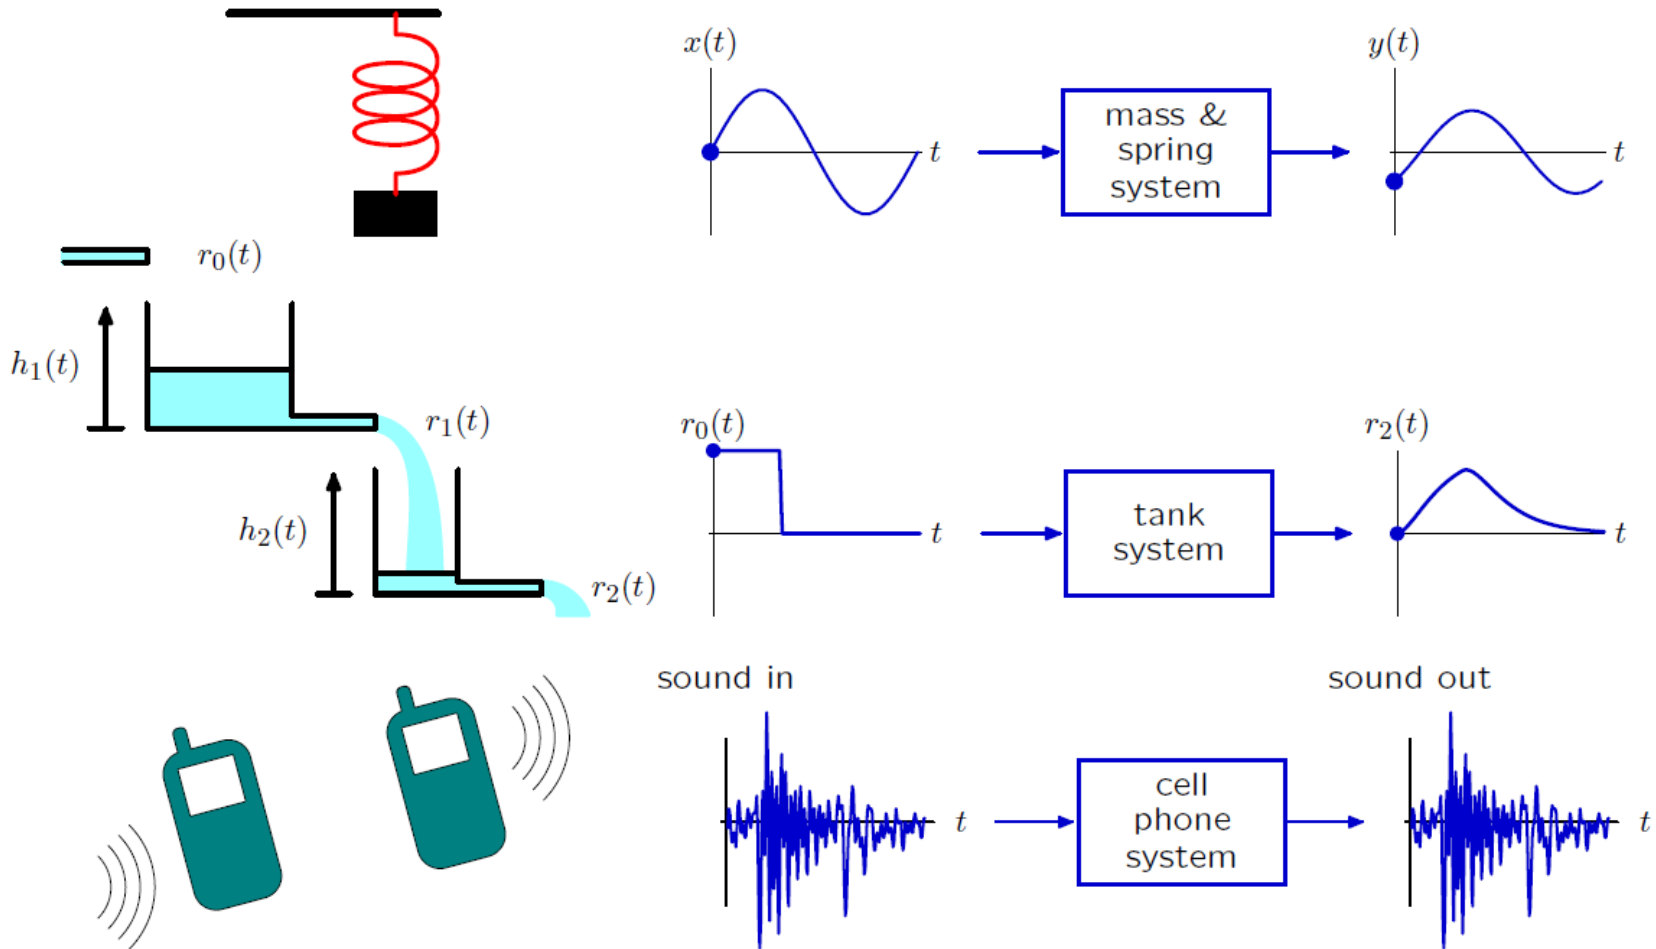 x(t)
t
mass &
spring
system
y(t)
t
r₀(t)
h₁(t)
r₁(t)
h₂(t)
r₂(t)
r₀(t)
t
tank
system
r₂(t)
t
sound in
t
cell
phone
system
sound out
t